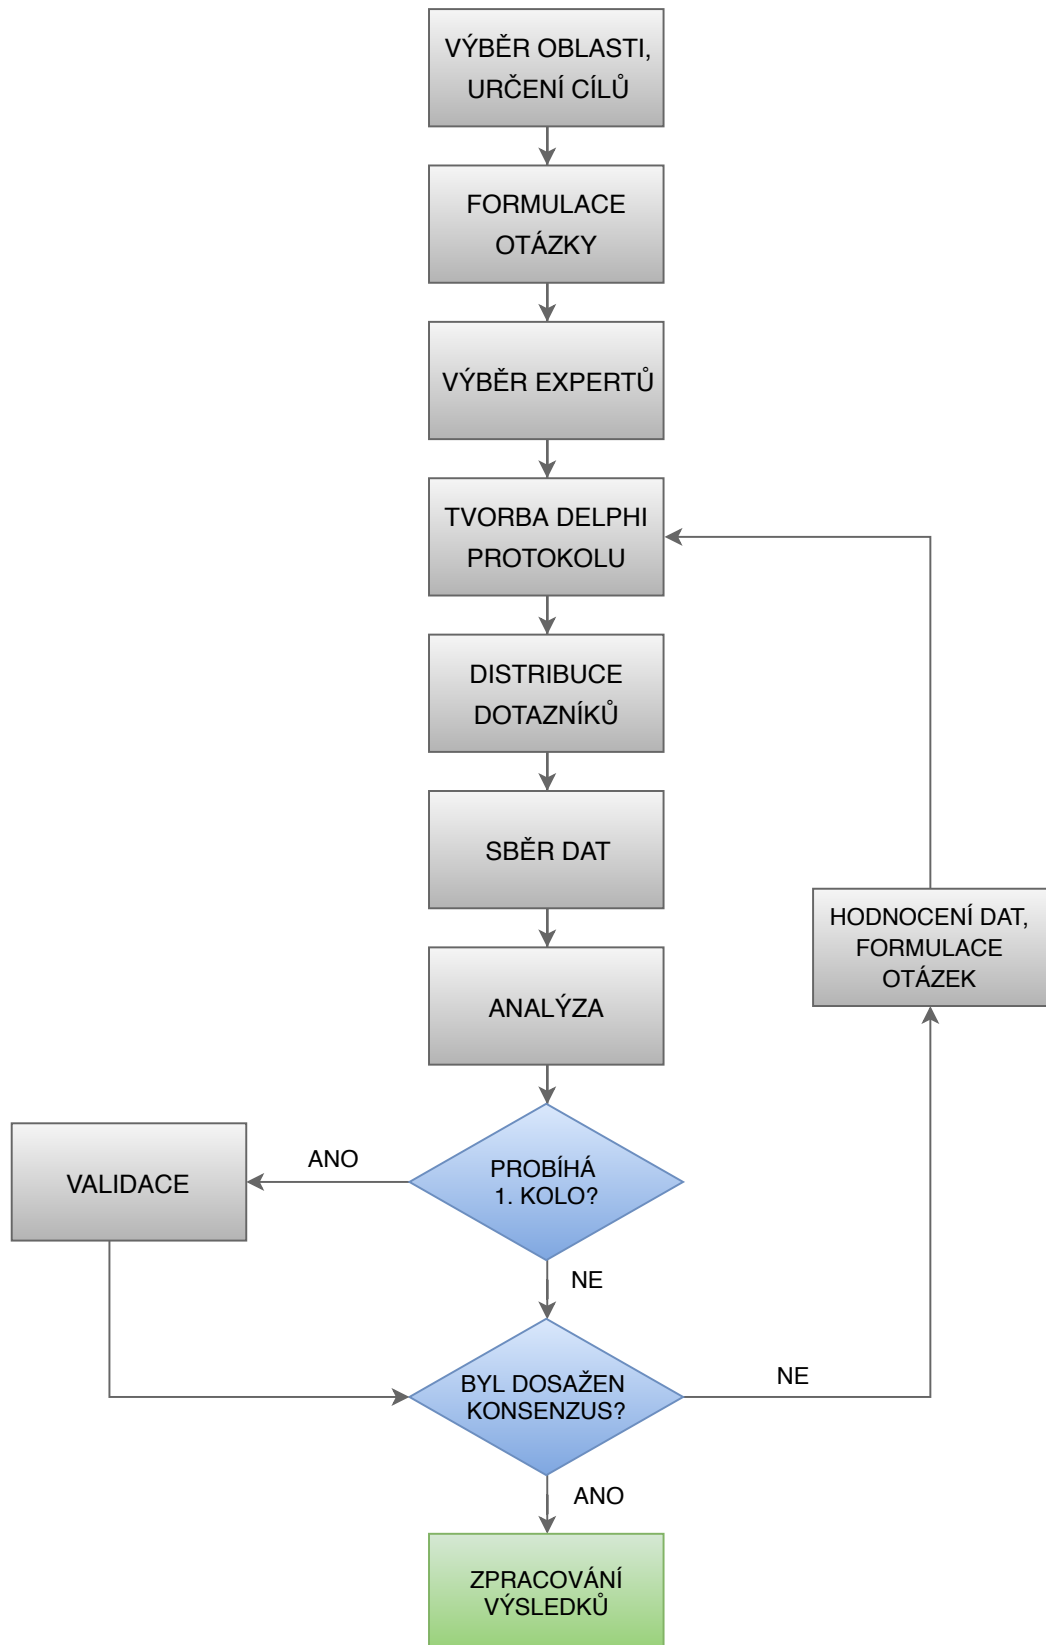 VÝBĚR OBLASTI,
URČENÍ CÍLŮ
FORMULACE
OTÁZKY
VÝBĚR EXPERTŮ
TVORBA DELPHI
PROTOKOLU
DISTRIBUCE
DOTAZNÍKŮ
SBĚR DAT
HODNOCENÍ DAT,
FORMULACE
OTÁZEK
ANALÝZA
PROBÍHÁ
1. KOLO?
ANO
VALIDACE
NE
BYL DOSAŽEN
KONSENZUS?
NE
ANO
ZPRACOVÁNÍ
VÝSLEDKŮ